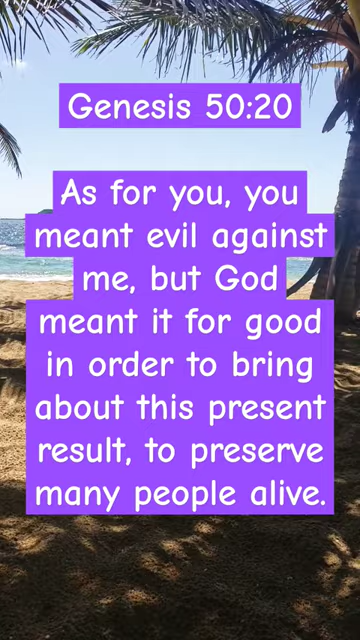 Genesis 50:20
As for you, you
meant evil against
me, but God
meant it for good
in order to bring
about this present
result, to preserve
many people alive.